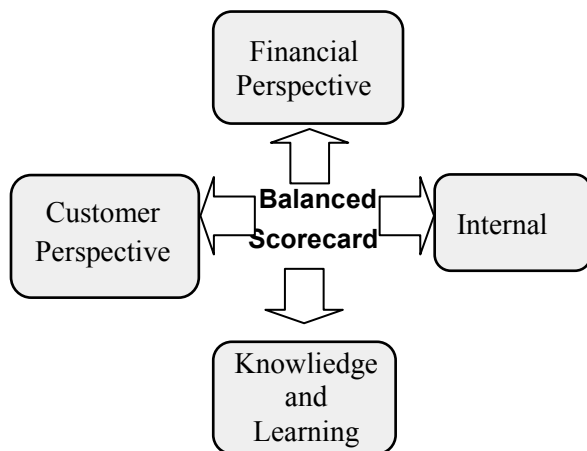 Financial
Perspective
Customer
Perspective
Balanced
Scorecard
Internal
Knowliedge
and
Learning